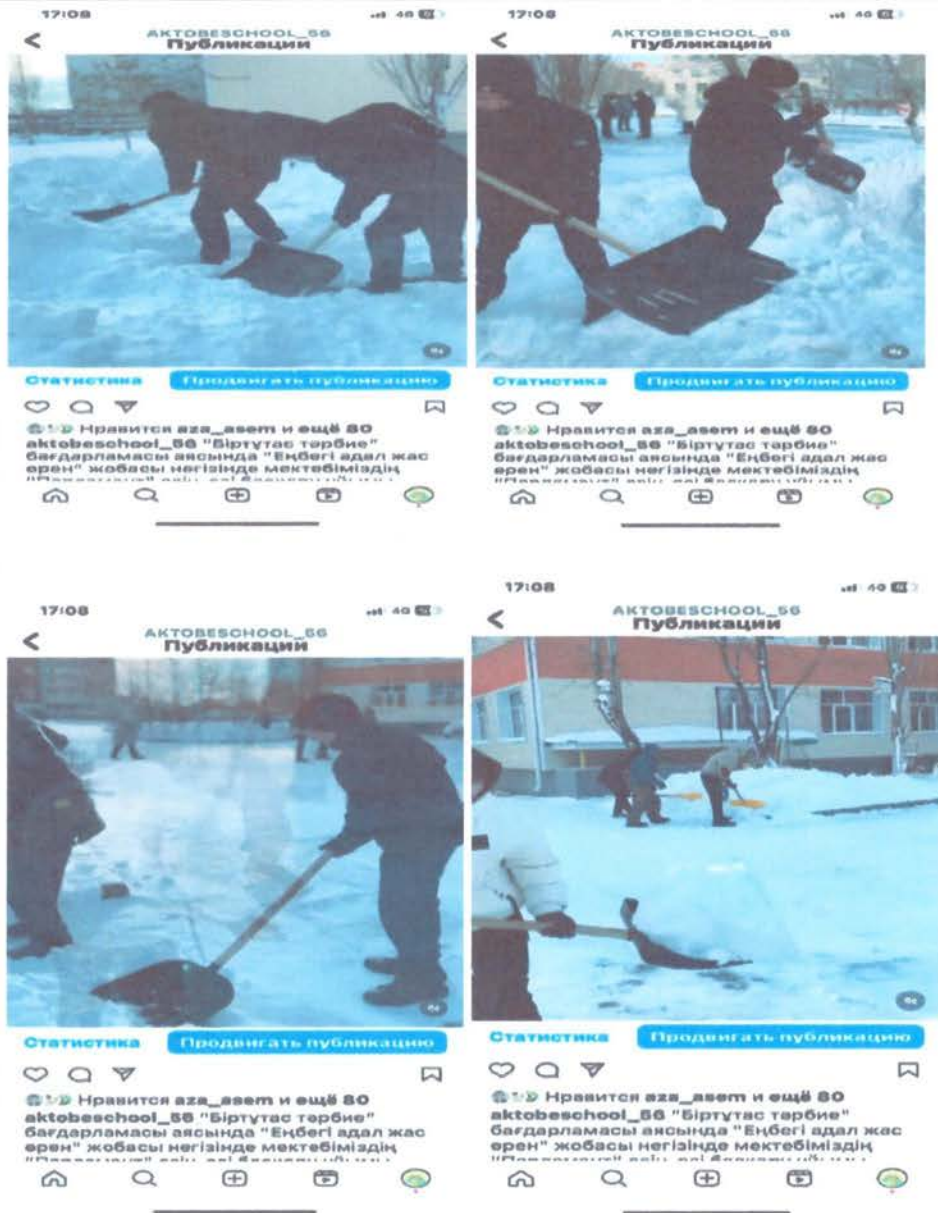 17:08
4G
AKTOBESCHOOL_56
Публикации
Статистика
Продвигать публикацию
Нравится aza_asem и ещё 80
aktobeschool_56 "Біртұтас тәрбие"
бағдарламасы аясында "Еңбегі адал жас
өрен" жобасы негізінде мектебіміздің
17:08
4G
AKTOBESCHOOL_56
Публикации
Статистика
Продвигать публикацию
Нравится aza_asem и ещё 80
aktobeschool_56 "Біртұтас тәрбие"
бағдарламасы аясында "Еңбегі адал жас
өрен" жобасы негізінде мектебіміздің
17:08
4G
AKTOBESCHOOL_56
Публикации
Статистика
Продвигать публикацию
Нравится aza_asem и ещё 80
aktobeschool_56 "Біртұтас тәрбие"
бағдарламасы аясында "Еңбегі адал жас
өрен" жобасы негізінде мектебіміздің
17:08
4G
AKTOBESCHOOL_56
Публикации
Статистика
Продвигать публикацию
Нравится aza_asem и ещё 80
aktobeschool_56 "Біртұтас тәрбие"
бағдарламасы аясында "Еңбегі адал жас
өрен" жобасы негізінде мектебіміздің